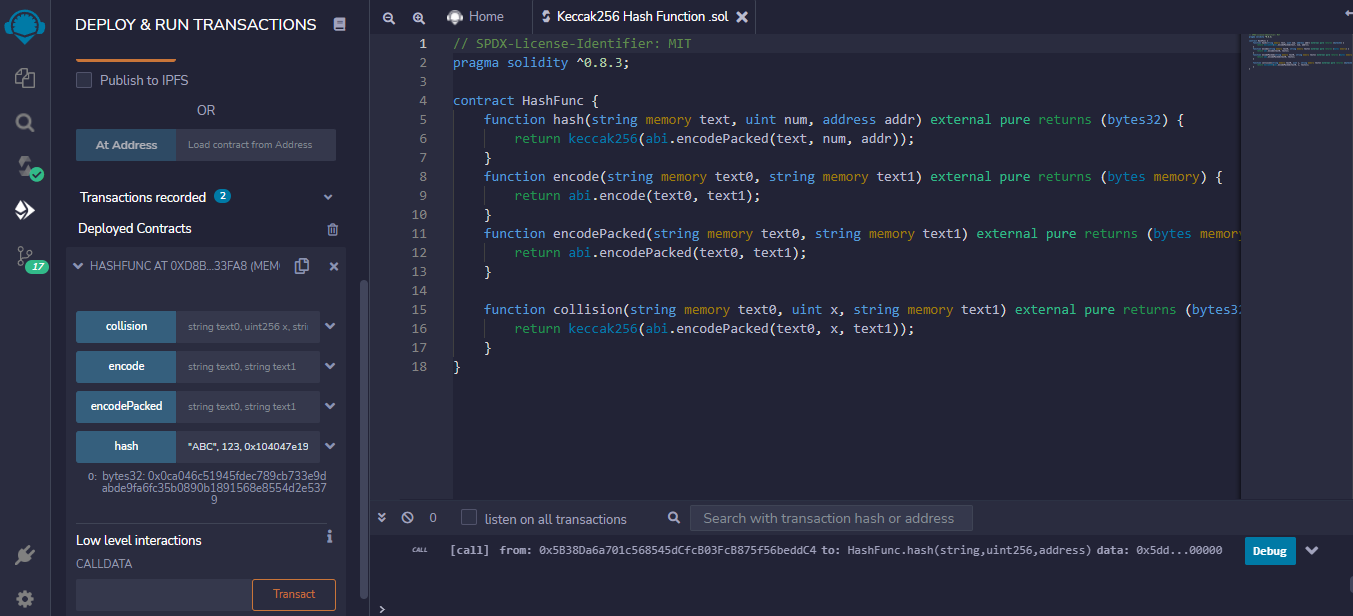 DEPLOY & RUN TRANSACTIONS
Publish to IPFS
OR
At Address
Load contract from Address
Transactions recorded 2
Deployed Contracts
17
HASHFUNC AT 0XD8B...33FA8 (MEM
collision
string text0, uint256 x, stri
encode
string text0, string text1
encodePacked
string text0, string text1
hash
"ABC", 123, 0x104047e19
0: bytes32: 0x0ca046c51945fdec789cb733e9d
abde9fa6fc35b0890b1891568e8554d2e537
9
Low level interactions
i
CALLDATA
Transact
Home
Keccak256 Hash Function .sol
1 // SPDX-License-Identifier: MIT
2 pragma solidity ^0.8.3;
3
4 contract HashFunc {
5 function hash(string memory text, uint num, address addr) external pure returns (bytes32) {
6 return keccak256(abi.encodePacked(text, num, addr));
7 }
8 function encode(string memory text0, string memory text1) external pure returns (bytes memory) {
9 return abi.encode(text0, text1);
10 }
11 function encodePacked(string memory text0, string memory text1) external pure returns (bytes memory
12 return abi.encodePacked(text0, text1);
13 }
14
15 function collision(string memory text0, uint x, string memory text1) external pure returns (bytes32
16 return keccak256(abi.encodePacked(text0, x, text1));
17 }
18 }
0
listen on all transactions
Search with transaction hash or address
CALL
[call] from: 0x5B38Da6a701c568545dCfcB03FcB875f56beddC4 to: HashFunc.hash(string,uint256,address) data: 0x5dd...00000
Debug
>